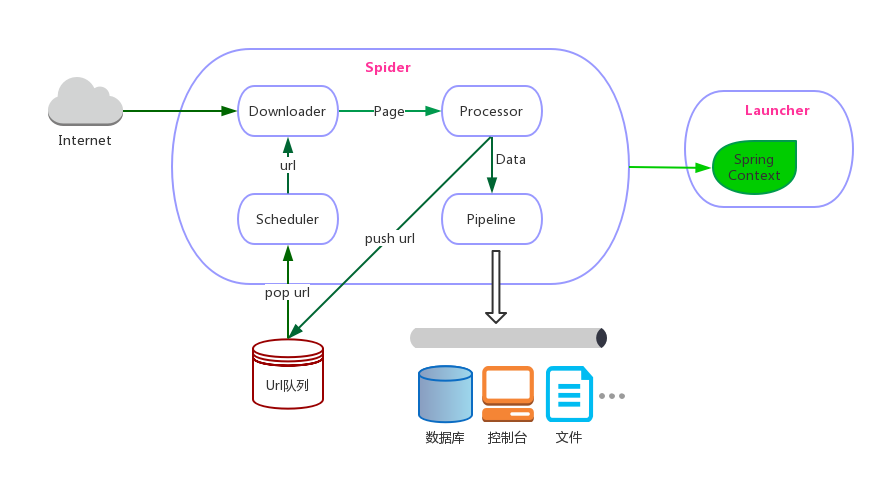 Spider
Launcher
Downloader
Page
Processor
Internet
url
Data
Spring
Context
Scheduler
Pipeline
push url
pop url
Url队列
数据库
控制台
文件